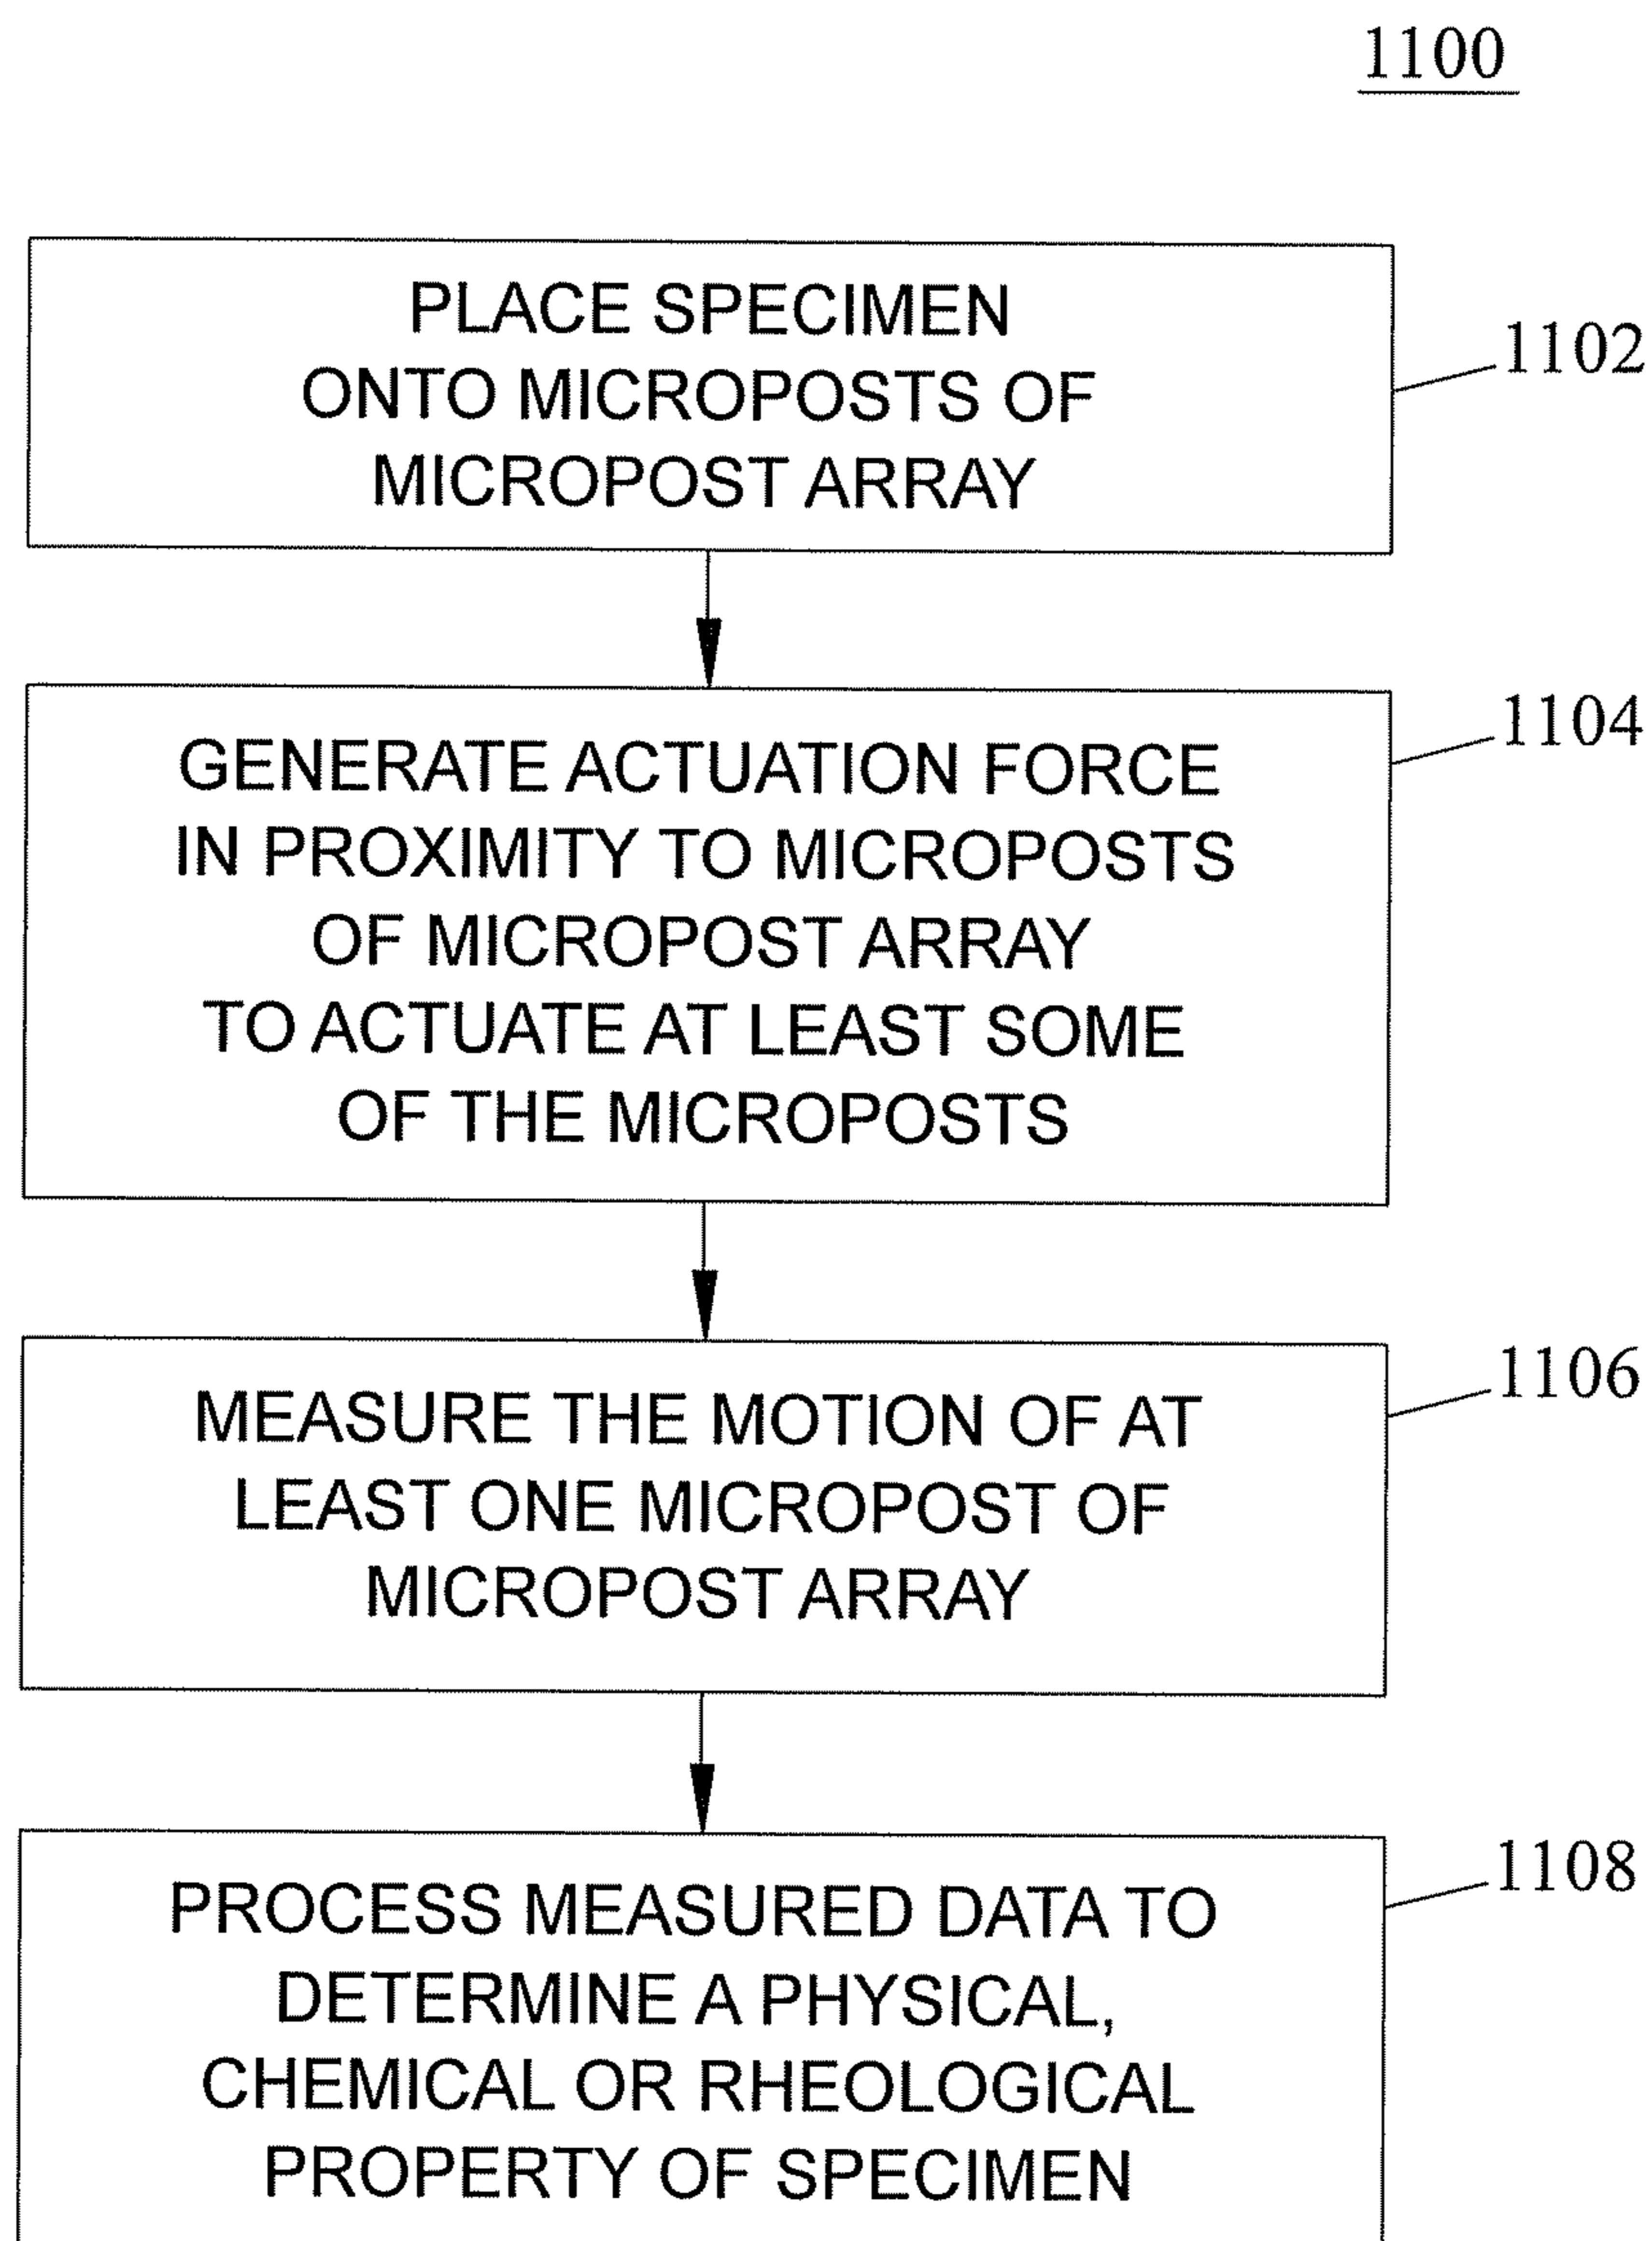 1100
PLACE SPECIMEN
ONTO MICROPOSTS OF
MICROPOST ARRAY
1102
GENERATE ACTUATION FORCE
IN PROXIMITY TO MICROPOSTS
OF MICROPOST ARRAY
TO ACTUATE AT LEAST SOME
OF THE MICROPOSTS
1104
MEASURE THE MOTION OF AT
LEAST ONE MICROPOST OF
MICROPOST ARRAY
1106
PROCESS MEASURED DATA TO
DETERMINE A PHYSICAL,
CHEMICAL OR RHEOLOGICAL
PROPERTY OF SPECIMEN
1108